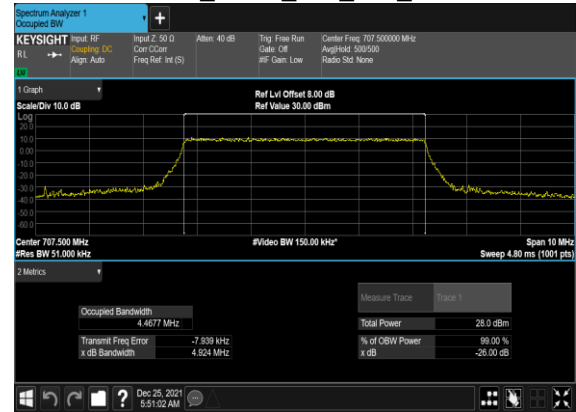 Spectrum Analyzer 1
Occupied BW
KEYSIGHT Input: RF Input Z: 50 Ω Atten: 40 dB Trig: Free Run Center Freq: 707.500000 MHz
RL Coupling: DC Corr CCorr Gate: Off Avg|Hold: 500/500
Align: Auto Freq Ref: Int (S) #IF Gain: Low Radio Std: None
1 Graph
Ref Lvl Offset 8.00 dB
Scale/Div 10.0 dB Ref Value 30.00 dBm
Log
20.0
10.0
0.00
-10.0
-20.0
-30.0
-40.0
-50.0
-60.0
Center 707.500 MHz #Video BW 150.00 kHz* Span 10 MHz
#Res BW 51.000 kHz Sweep 4.80 ms (1001 pts)
2 Metrics
Measure Trace Trace 1
Occupied Bandwidth
4.4677 MHz Total Power 28.0 dBm
Transmit Freq Error -7.939 kHz % of OBW Power 99.00 %
x dB Bandwidth 4.924 MHz x dB -26.00 dB
Dec 25, 2021
5:51:02 AM